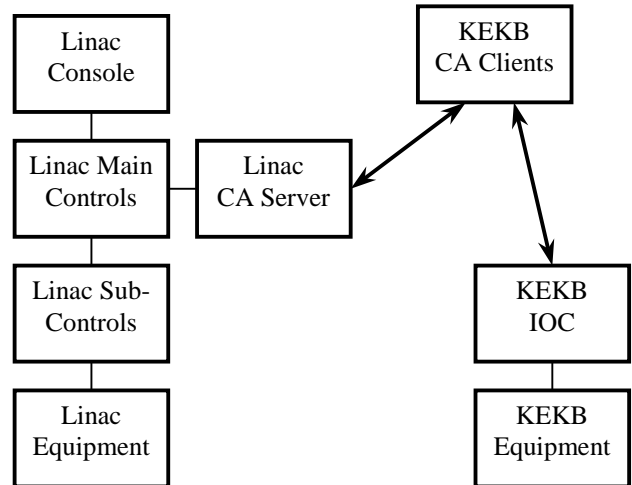 Linac
Console
KEKB
CA Clients
Linac Main
Controls
Linac
CA Server
Linac Sub-
Controls
KEKB
IOC
Linac
Equipment
KEKB
Equipment